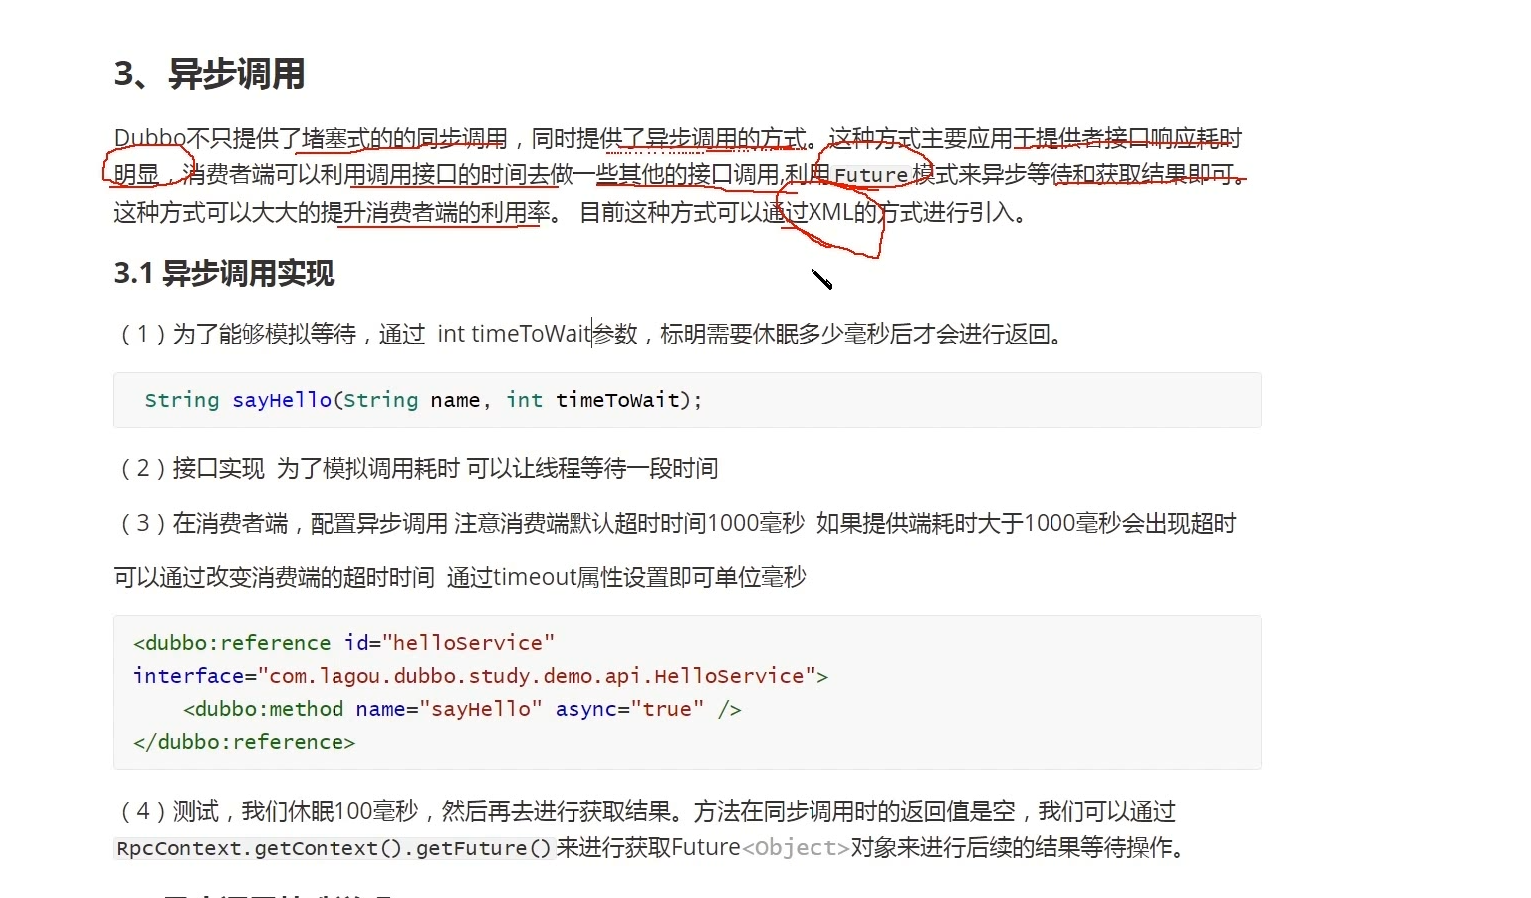 3、异步调用
Dubbo不只提供了堵塞式的的同步调用，同时提供了异步调用的方式。这种方式主要应用于提供者接口响应耗时
明显，消费者端可以利用调用接口的时间去做一些其他的接口调用,利用Future模式来异步等待和获取结果即可。
这种方式可以大大的提升消费者端的利用率。 目前这种方式可以通过XML的方式进行引入。
3.1 异步调用实现
（1）为了能够模拟等待，通过 int timeToWait参数，标明需要休眠多少毫秒后才会进行返回。
String sayHello(String name, int timeToWait);
（2）接口实现 为了模拟调用耗时 可以让线程等待一段时间
（3）在消费者端，配置异步调用 注意消费端默认超时时间1000毫秒 如果提供端耗时大于1000毫秒会出现超时
可以通过改变消费端的超时时间 通过timeout属性设置即可单位毫秒
<dubbo:reference id="helloService"
interface="com.lagou.dubbo.study.demo.api.HelloService">
<dubbo:method name="sayHello" async="true" />
</dubbo:reference>
（4）测试，我们休眠100毫秒，然后再去进行获取结果。方法在同步调用时的返回值是空，我们可以通过
RpcContext.getContext().getFuture()来进行获取Future<Object>对象来进行后续的结果等待操作。